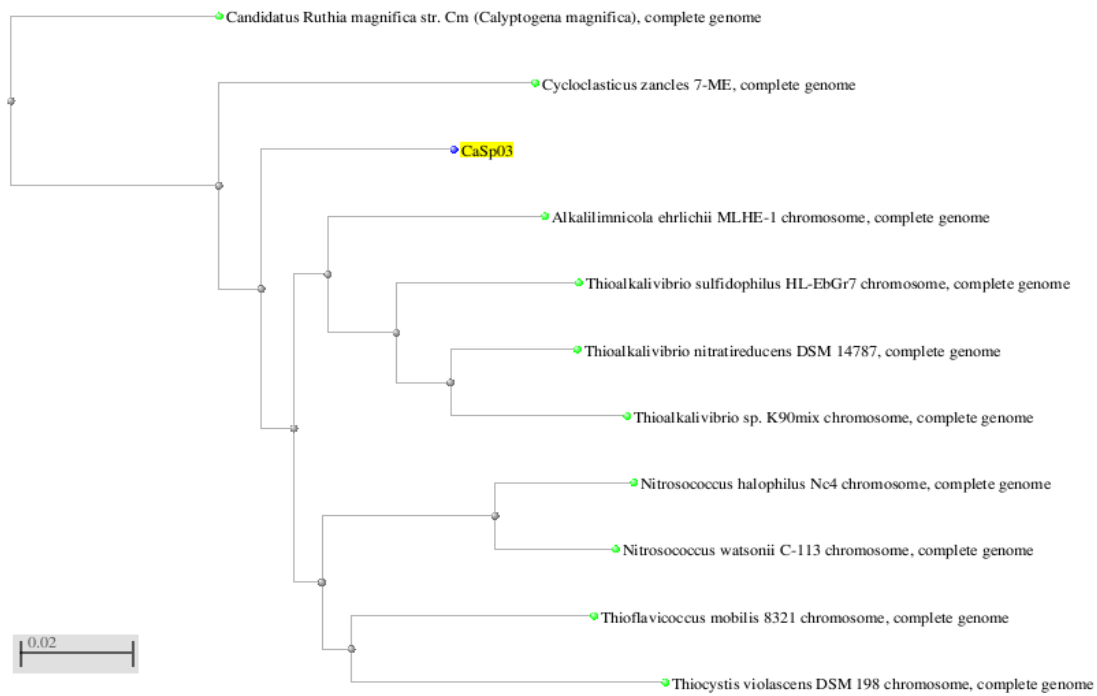 Candidatus Ruthia magnifica str. Cm (Calyptogena magnifica), complete genome
Cycloclasticus zancles 7-ME, complete genome
CaSp03
Alkalilimnicola ehrlichii MLHE-1 chromosome, complete genome
Thioalkalivibrio sulfidophilus HL-EbGr7 chromosome, complete genome
Thioalkalivibrio nitratireducens DSM 14787, complete genome
Thioalkalivibrio sp. K90mix chromosome, complete genome
Nitrosococcus halophilus Nc4 chromosome, complete genome
Nitrosococcus watsonii C-113 chromosome, complete genome
Thioflavicoccus mobilis 8321 chromosome, complete genome
0.02
Thiocystis violascens DSM 198 chromosome, complete genome